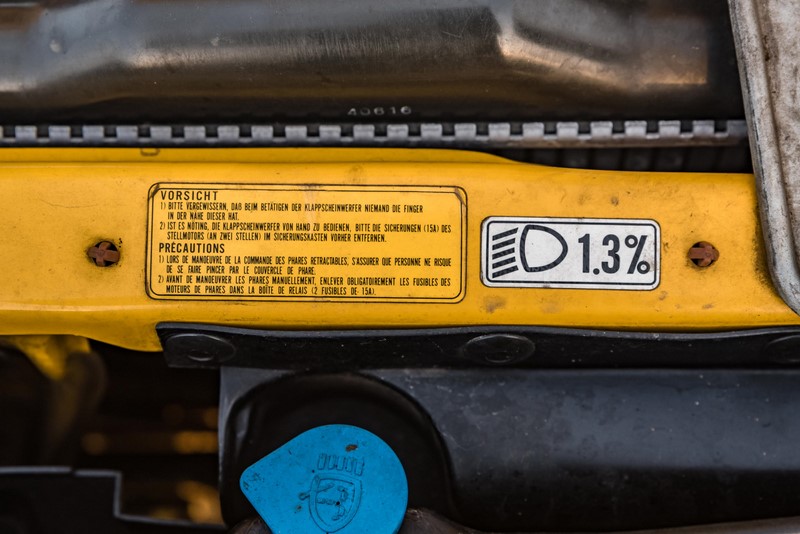 40616
VORSICHT
1) BITTE VERGEWISSERN, DAß BEIM BETÄTIGEN DER KLAPPSCHEINWERFER NIEMAND DIE FINGER
IN DER NÄHE DIESER HAT.
2) IST ES NÖTING, DIE KLAPPSCHEINWERFER VON HAND ZU BEDIENEN, BITTE DIE SICHERUNGEN (15A) DES
STELLMOTORS (AN ZWEI STELLEN) IM SICHERUNGSKASTEN VORHER ENTFERNEN.
PRÉCAUTIONS
1) LORS DE MANOEUVRE DE LA COMMANDE DES PHARES RETRACTABLES, S'ASSURER QUE PERSONNE NE RISQUE
DE SE FAIRE PINCER PAR LE COUVERCLE DE PHARE.
2) AVANT DE MANOEUVRER LES PHARES MANUELLEMENT, ENLEVER OBLIGATOIREMENT LES FUSIBLES DES
MOTEURS DE PHARES DANS LA BOÎTE DE RELAIS (2 FUSIBLES DE 15A).
1.3%